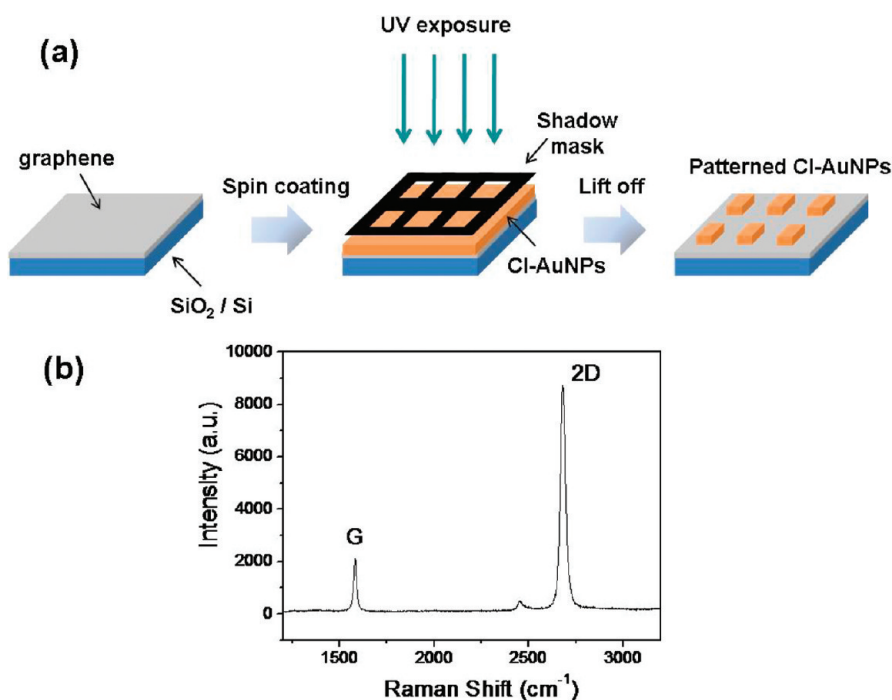 (a)
UV exposure
graphene
Spin coating
Shadow
mask
Lift off
Patterned Cl-AuNPs
Cl-AuNPs
SiO₂ / Si
(b)
10000
8000
6000
4000
2000
0
Intensity (a.u.)
G
2D
1500
2000
2500
3000
Raman Shift (cm⁻¹)